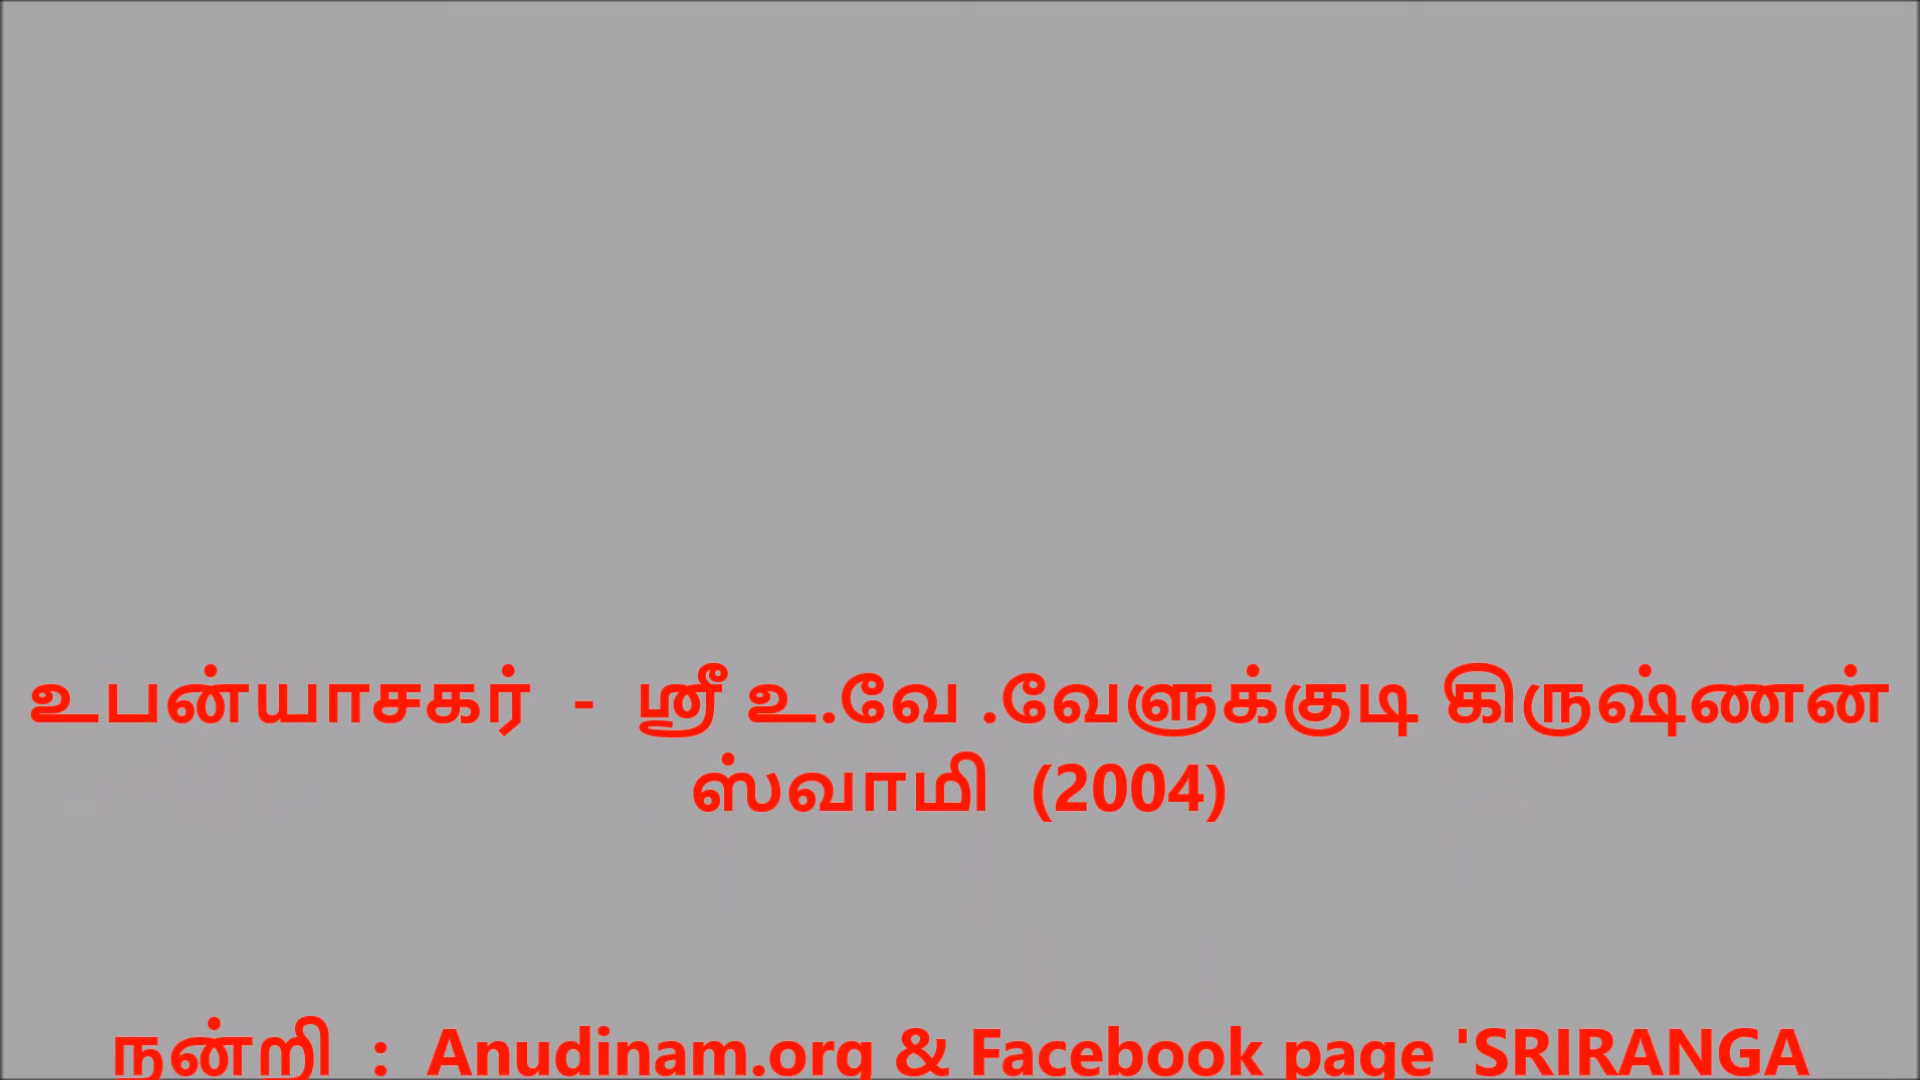 உபன்யாசகர் - ஸ்ரீ உ.வே .வேளுக்குடி கிருஷ்ணன்
ஸ்வாமி (2004)
நன்றி : Anudinam.org & Facebook page 'SRIRANGA